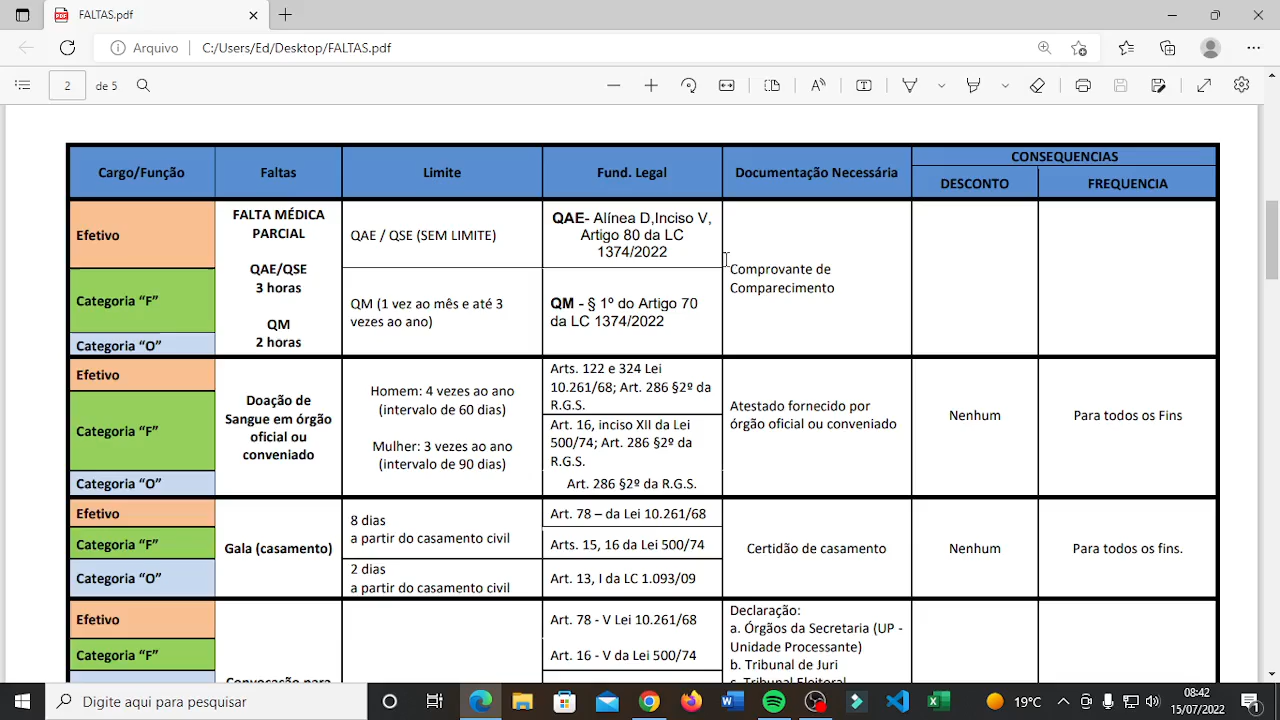 FALTAS.pdf
Arquivo
C:/Users/Ed/Desktop/FALTAS.pdf
2
de 5
Cargo/Função
Faltas
Limite
Fund. Legal
Documentação Necessária
CONSEQUENCIAS
DESCONTO
FREQUENCIA
Efetivo
Categoria “F”
Categoria “O”
FALTA MÉDICA
PARCIAL
QAE/QSE
3 horas
QM
2 horas
QAE / QSE (SEM LIMITE)
QM (1 vez ao mês e até 3
vezes ao ano)
QAE- Alínea D,Inciso V,
Artigo 80 da LC
1374/2022
QM - § 1º do Artigo 70
da LC 1374/2022
Comprovante de
Comparecimento
Efetivo
Categoria “F”
Categoria “O”
Doação de
Sangue em órgão
oficial ou
conveniado
Homem: 4 vezes ao ano
(intervalo de 60 dias)
Mulher: 3 vezes ao ano
(intervalo de 90 dias)
Arts. 122 e 324 Lei
10.261/68; Art. 286 §2º da
R.G.S.
Art. 16, inciso XII da Lei
500/74; Art. 286 §2º da
R.G.S.
Art. 286 §2º da R.G.S.
Atestado fornecido por
órgão oficial ou conveniado
Nenhum
Para todos os Fins
Efetivo
Categoria “F”
Categoria “O”
Gala (casamento)
8 dias
a partir do casamento civil
2 dias
a partir do casamento civil
Art. 78 – da Lei 10.261/68
Arts. 15, 16 da Lei 500/74
Art. 13, I da LC 1.093/09
Certidão de casamento
Nenhum
Para todos os fins.
Efetivo
Categoria “F”
Convocação para
Art. 78 - V Lei 10.261/68
Art. 16 - V da Lei 500/74
Declaração:
a. Órgãos da Secretaria (UP -
Unidade Processante)
b. Tribunal de Juri
c. Tribunal Eleitoral
Digite aqui para pesquisar
19°C
08:42
15/07/2022
1